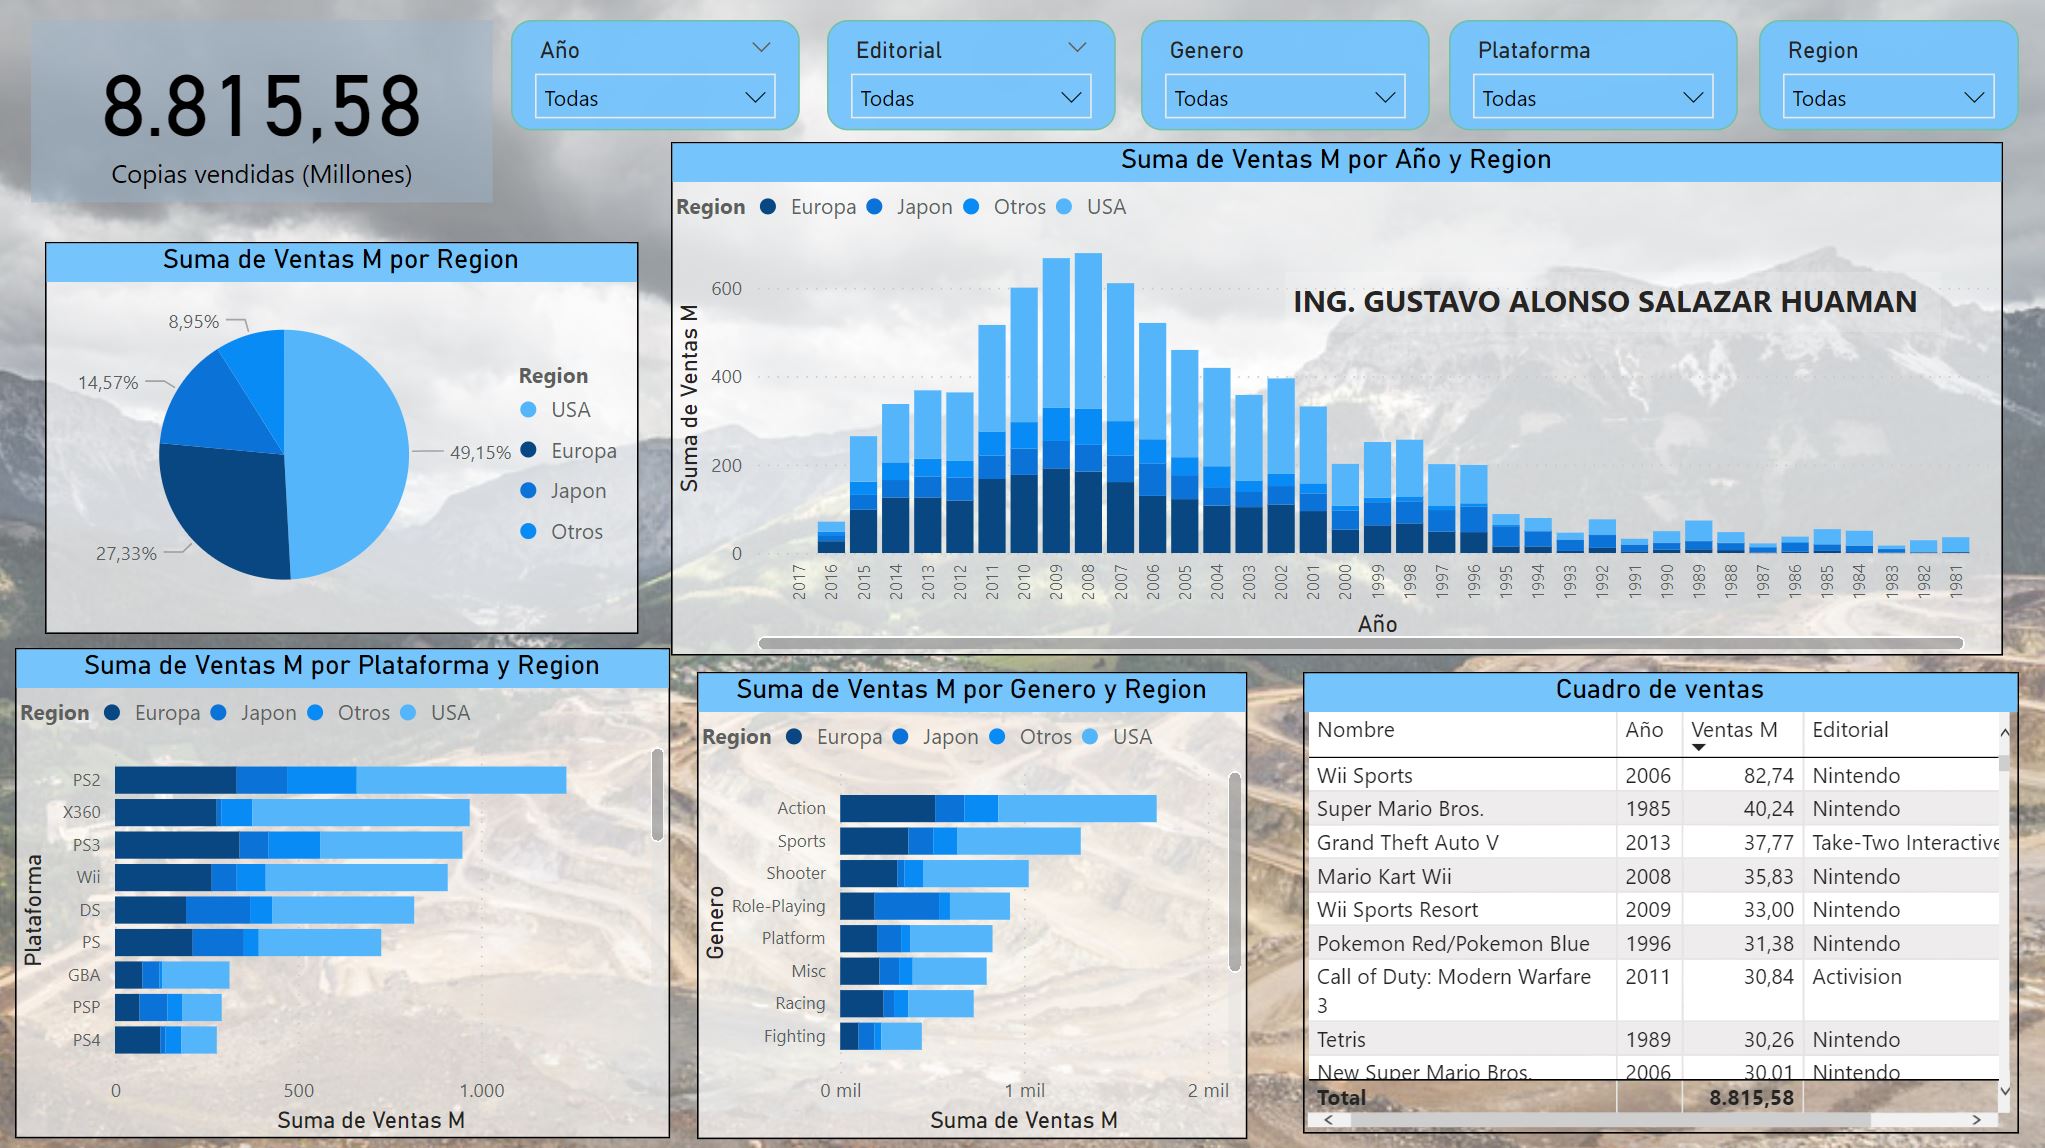 8.815,58
Copias vendidas (Millones)
Año
Todas
Editorial
Todas
Genero
Todas
Plataforma
Todas
Region
Todas
Suma de Ventas M por Año y Region
Region Europa Japon Otros USA
ING. GUSTAVO ALONSO SALAZAR HUAMAN
Suma de Ventas M
600
400
200
0
2017 2016 2015 2014 2013 2012 2011 2010 2009 2008 2007 2006 2005 2004 2003 2002 2001 2000 1999 1998 1997 1996 1995 1994 1993 1992 1991 1990 1989 1988 1987 1986 1985 1984 1983 1982 1981
Año
Suma de Ventas M por Region
8,95%
14,57%
27,33%
49,15%
Region
USA
Europa
Japon
Otros
Suma de Ventas M por Plataforma y Region
Region Europa Japon Otros USA
Plataforma
PS2
X360
PS3
Wii
DS
PS
GBA
PSP
PS4
0 500 1.000
Suma de Ventas M
Suma de Ventas M por Genero y Region
Region Europa Japon Otros USA
Genero
Action
Sports
Shooter
Role-Playing
Platform
Misc
Racing
Fighting
0 mil 1 mil 2 mil
Suma de Ventas M
Cuadro de ventas
Nombre Año Ventas M Editorial
Wii Sports 2006 82,74 Nintendo
Super Mario Bros. 1985 40,24 Nintendo
Grand Theft Auto V 2013 37,77 Take-Two Interactive
Mario Kart Wii 2008 35,83 Nintendo
Wii Sports Resort 2009 33,00 Nintendo
Pokemon Red/Pokemon Blue 1996 31,38 Nintendo
Call of Duty: Modern Warfare 2011 30,84 Activision
3
Tetris 1989 30,26 Nintendo
New Super Mario Bros. 2006 30,01 Nintendo
Total 8.815,58